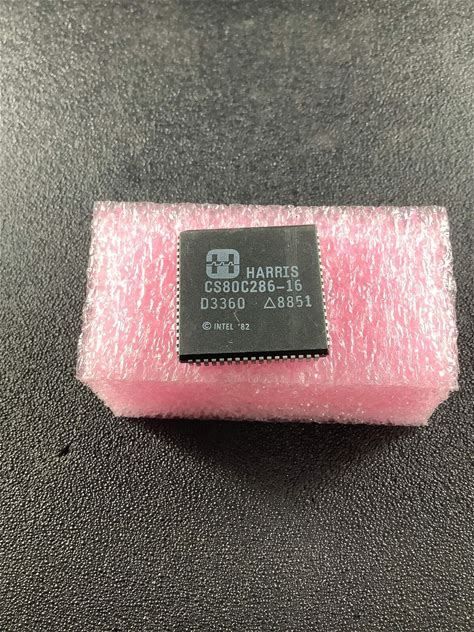 HARRIS
CS80C286-16
D3360 △8851
© INTEL '82